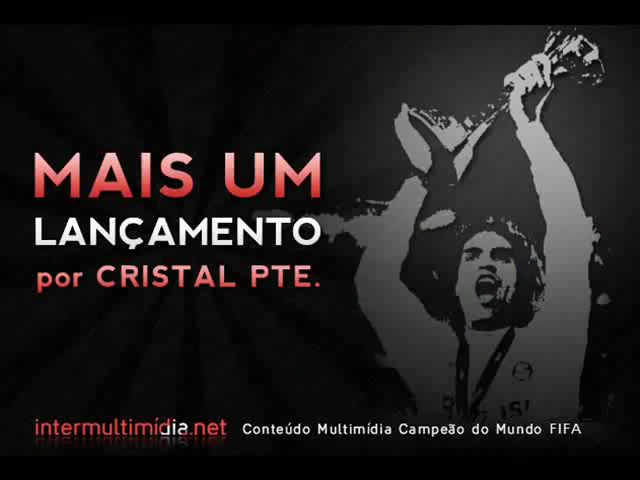 MAIS UM
LANÇAMENTO
por CRISTAL PTE.
intermultimídia.net Conteúdo Multimídia Campeão do Mundo FIFA